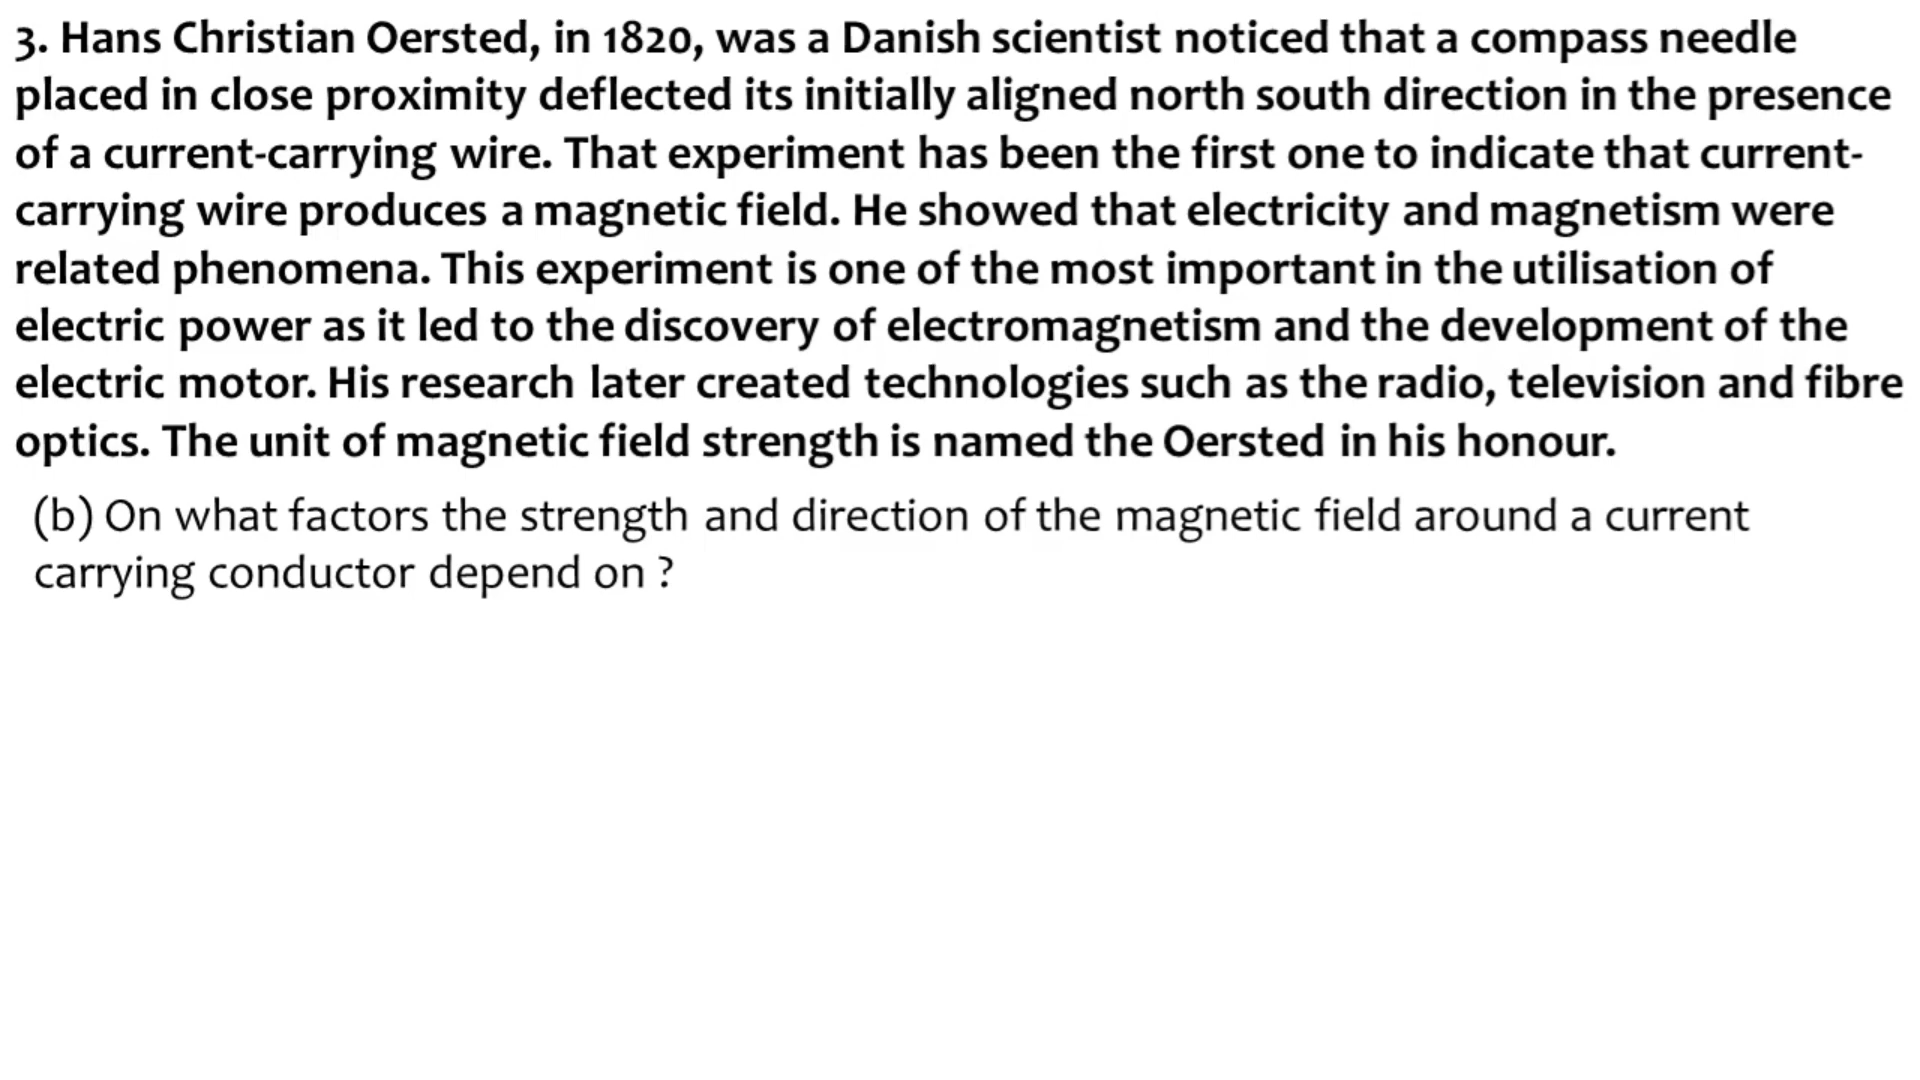 3. Hans Christian Oersted, in 1820, was a Danish scientist noticed that a compass needle
placed in close proximity deflected its initially aligned north south direction in the presence
of a current-carrying wire. That experiment has been the first one to indicate that current-
carrying wire produces a magnetic field. He showed that electricity and magnetism were
related phenomena. This experiment is one of the most important in the utilisation of
electric power as it led to the discovery of electromagnetism and the development of the
electric motor. His research later created technologies such as the radio, television and fibre
optics. The unit of magnetic field strength is named the Oersted in his honour.
(b) On what factors the strength and direction of the magnetic field around a current
carrying conductor depend on ?